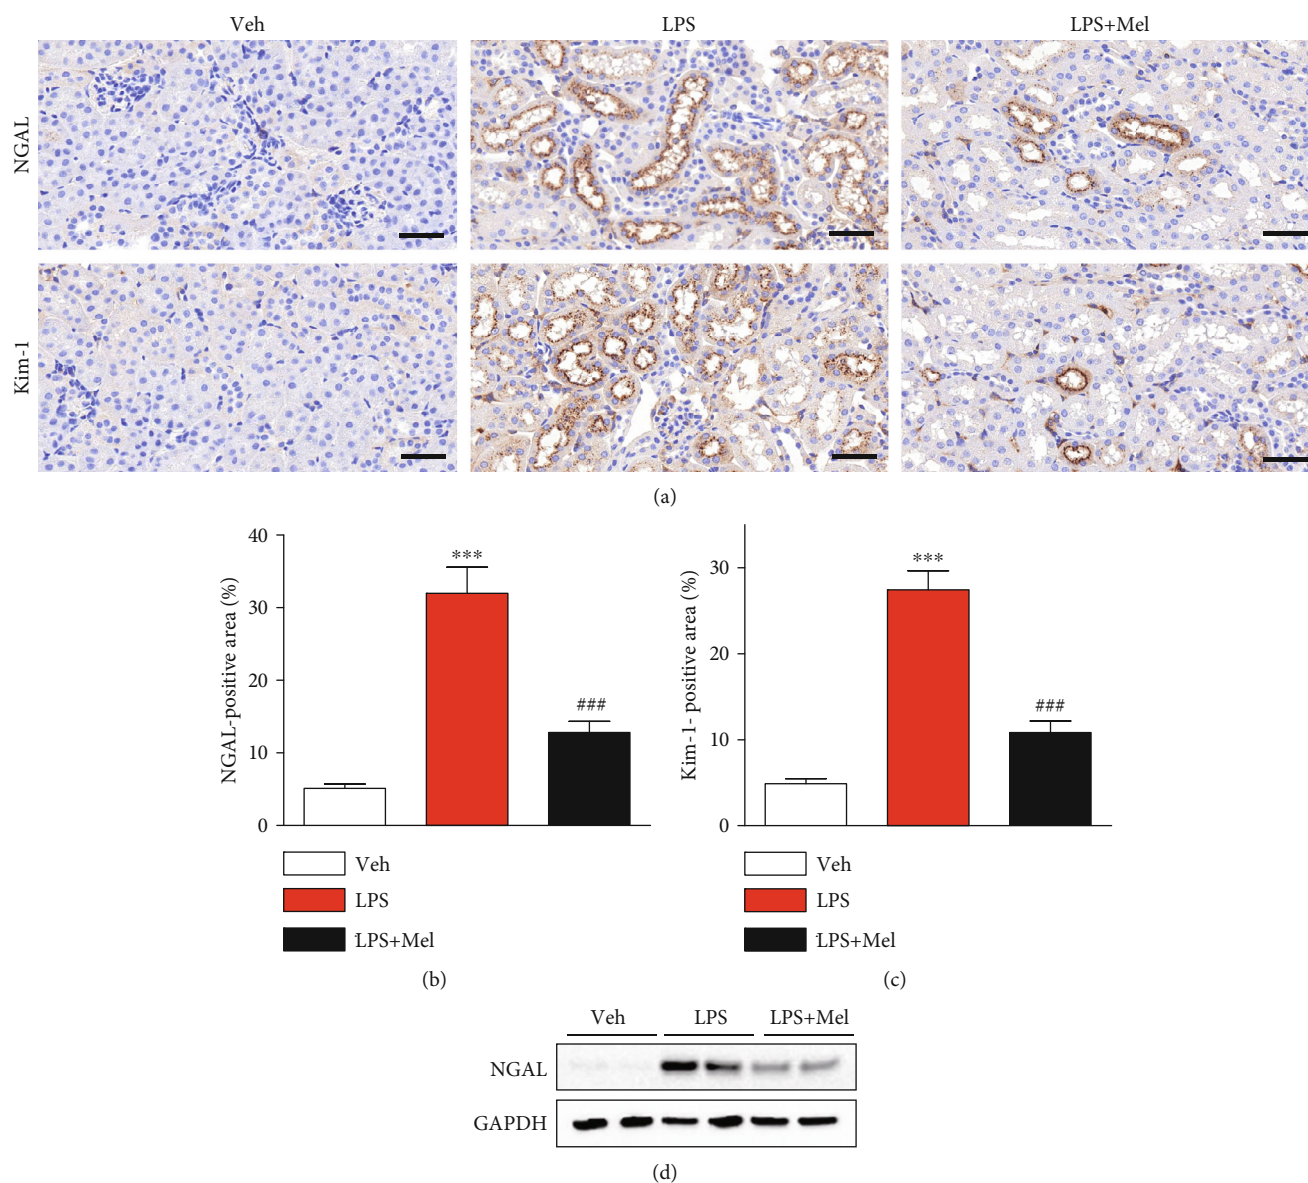 Veh LPS LPS+Mel
NGAL
Kim-1
(a)
NGAL-positive area (%)
40
30
20
10
0
***
###
Veh
LPS
LPS+Mel
(b)
Kim-1- positive area (%)
30
20
10
0
***
###
Veh
LPS
LPS+Mel
(c)
Veh LPS LPS+Mel
NGAL
GAPDH
(d)